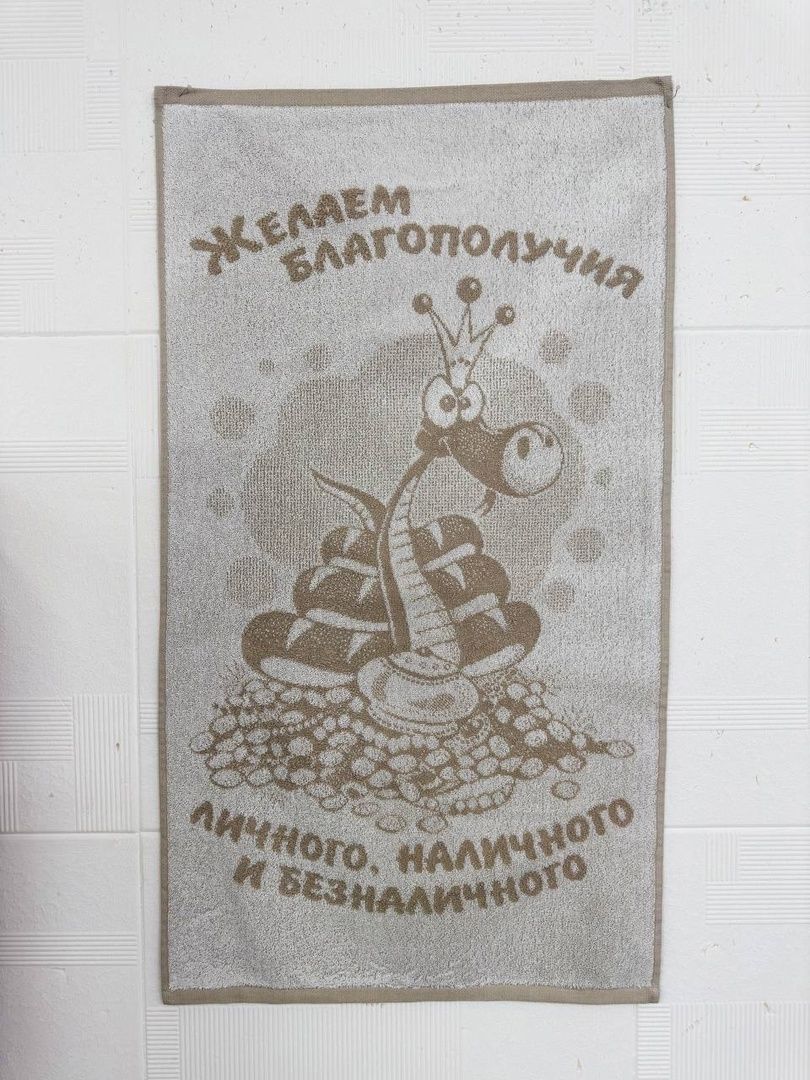 Желаем
благополучия
личного, наличного
и безналичного